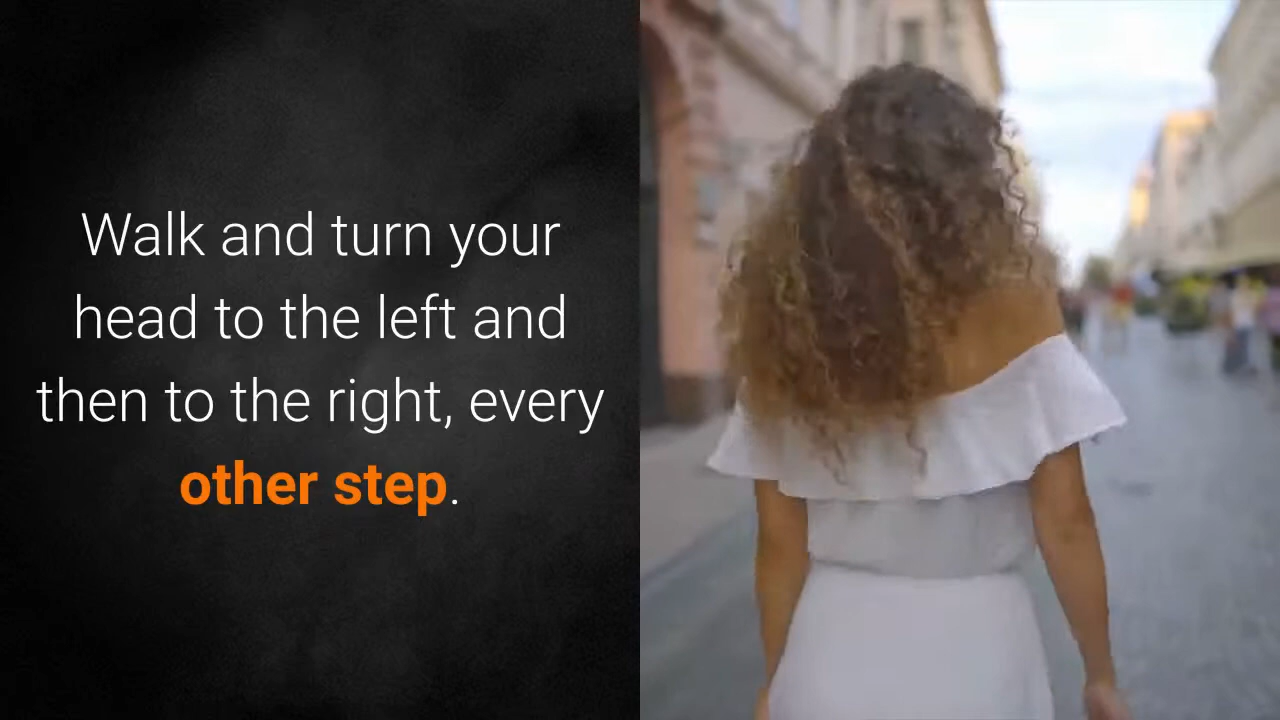 Walk and turn your
head to the left and
then to the right, every
other step.